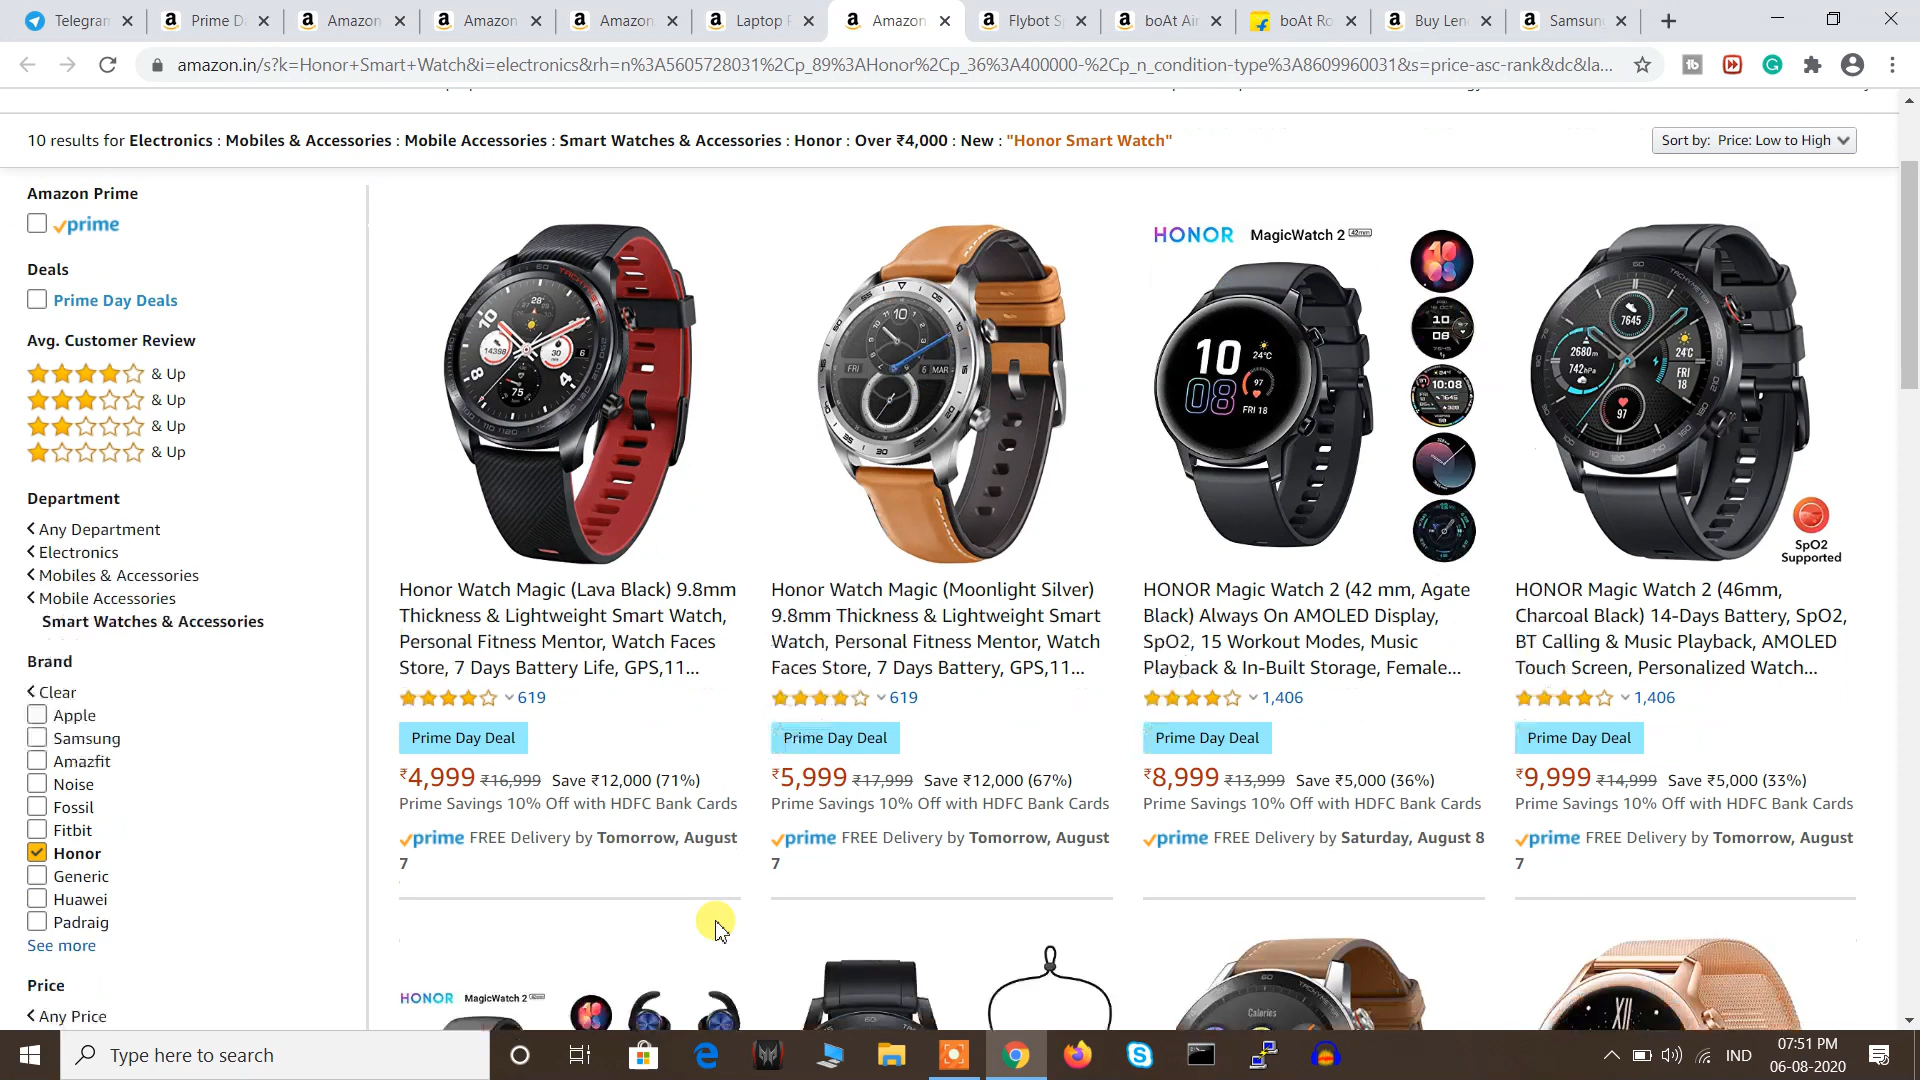 Telegram
Prime D
Amazon
Amazon
Amazon
Laptop
Amazon
Flybot S
boAt Air
boAt Ro
Buy Len
Samsun
amazon.in/s?k=Honor+Smart+Watch&i=electronics&rh=n%3A5605728031%2Cp_89%3AHonor%2Cp_36%3A400000-%2Cp_n_condition-type%3A8609960031&s=price-asc-rank&dc&la...
10 results for Electronics : Mobiles & Accessories : Mobile Accessories : Smart Watches & Accessories : Honor : Over ₹4,000 : New : "Honor Smart Watch"
Sort by: Price: Low to High
Amazon Prime
prime
Deals
Prime Day Deals
Avg. Customer Review
& Up
& Up
& Up
& Up
Department
Any Department
Electronics
Mobiles & Accessories
Mobile Accessories
Smart Watches & Accessories
Brand
Clear
Apple
Samsung
Amazfit
Noise
Fossil
Fitbit
Honor
Generic
Huawei
Padraig
See more
Price
Any Price
Honor Watch Magic (Lava Black) 9.8mm
Thickness & Lightweight Smart Watch,
Personal Fitness Mentor, Watch Faces
Store, 7 Days Battery Life, GPS,11...
619
Prime Day Deal
₹4,999 ₹16,999 Save ₹12,000 (71%)
Prime Savings 10% Off with HDFC Bank Cards
prime FREE Delivery by Tomorrow, August
7
Honor Watch Magic (Moonlight Silver)
9.8mm Thickness & Lightweight Smart
Watch, Personal Fitness Mentor, Watch
Faces Store, 7 Days Battery, GPS,11...
619
Prime Day Deal
₹5,999 ₹17,999 Save ₹12,000 (67%)
Prime Savings 10% Off with HDFC Bank Cards
prime FREE Delivery by Tomorrow, August
7
HONOR MagicWatch 2 42mm
10
08
24°C
97
FRI 18
HONOR Magic Watch 2 (42 mm, Agate
Black) Always On AMOLED Display,
SpO2, 15 Workout Modes, Music
Playback & In-Built Storage, Female...
1,406
Prime Day Deal
₹8,999 ₹13,999 Save ₹5,000 (36%)
Prime Savings 10% Off with HDFC Bank Cards
prime FREE Delivery by Saturday, August 8
7645
2680m
742hPa
24°C
FRI
18
97
SpO2
Supported
HONOR Magic Watch 2 (46mm,
Charcoal Black) 14-Days Battery, SpO2,
BT Calling & Music Playback, AMOLED
Touch Screen, Personalized Watch...
1,406
Prime Day Deal
₹9,999 ₹14,999 Save ₹5,000 (33%)
Prime Savings 10% Off with HDFC Bank Cards
prime FREE Delivery by Tomorrow, August
7
HONOR MagicWatch 2
Calories
XII
Type here to search
IND
07:51 PM
06-08-2020